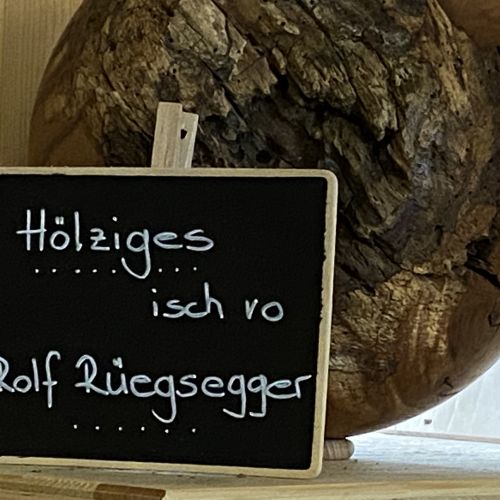 Hölziges
isch vo
Rolf Rüegsegger